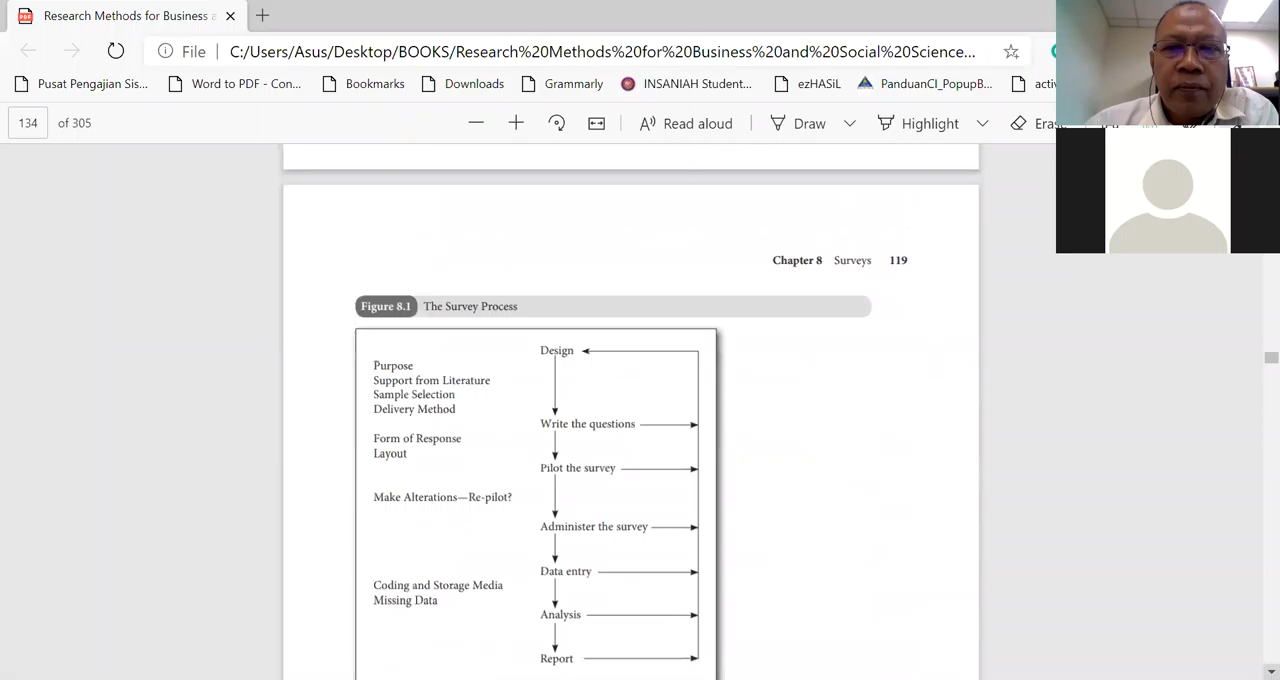 Research Methods for Business a
File
C:/Users/Asus/Desktop/BOOKS/Research%20Methods%20for%20Business%20and%20Social%20Science...
Pusat Pengajian Sis...
Word to PDF - Con...
Bookmarks
Downloads
Grammarly
INSANIAH Student...
ezHASiL
PanduanCI_PopupB...
134
of 305
Read aloud
Draw
Highlight
Chapter 8 Surveys 119
Figure 8.1 The Survey Process
Design
Purpose
Support from Literature
Sample Selection
Delivery Method
Write the questions
Form of Response
Layout
Pilot the survey
Make Alterations—Re-pilot?
Administer the survey
Data entry
Coding and Storage Media
Missing Data
Analysis
Report